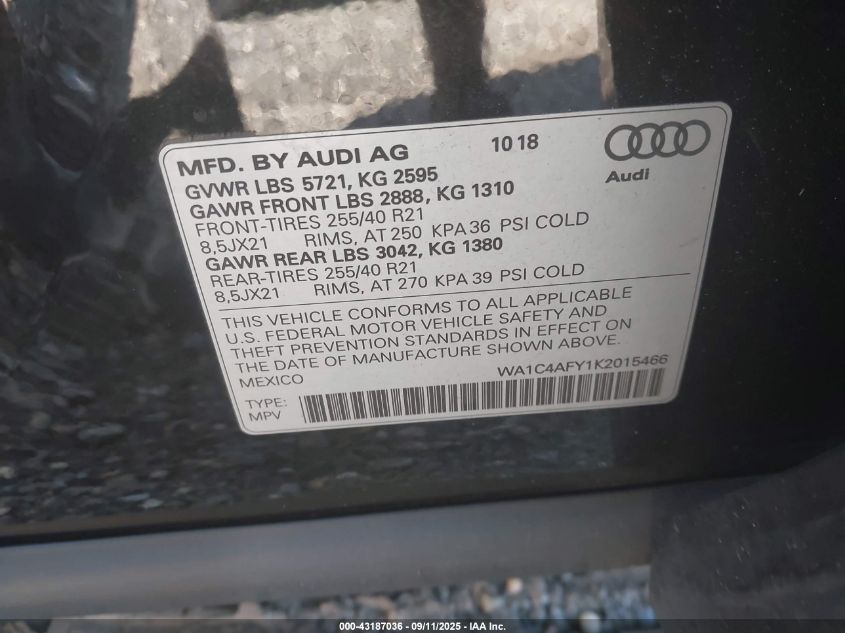 MFD. BY AUDI AG 10 18
Audi
GVWR LBS 5721, KG 2595
GAWR FRONT LBS 2888, KG 1310
FRONT-TIRES 255/40 R21
8,5JX21 RIMS, AT 250 KPA 36 PSI COLD
GAWR REAR LBS 3042, KG 1380
REAR-TIRES 255/40 R21
8,5JX21 RIMS, AT 270 KPA 39 PSI COLD
THIS VEHICLE CONFORMS TO ALL APPLICABLE
U.S. FEDERAL MOTOR VEHICLE SAFETY AND
THEFT PREVENTION STANDARDS IN EFFECT ON
THE DATE OF MANUFACTURE SHOWN ABOVE.
MEXICO WA1C4AFY1K2015466
TYPE:
MPV
000-43187036 - 09/11/2025 - IAA Inc.